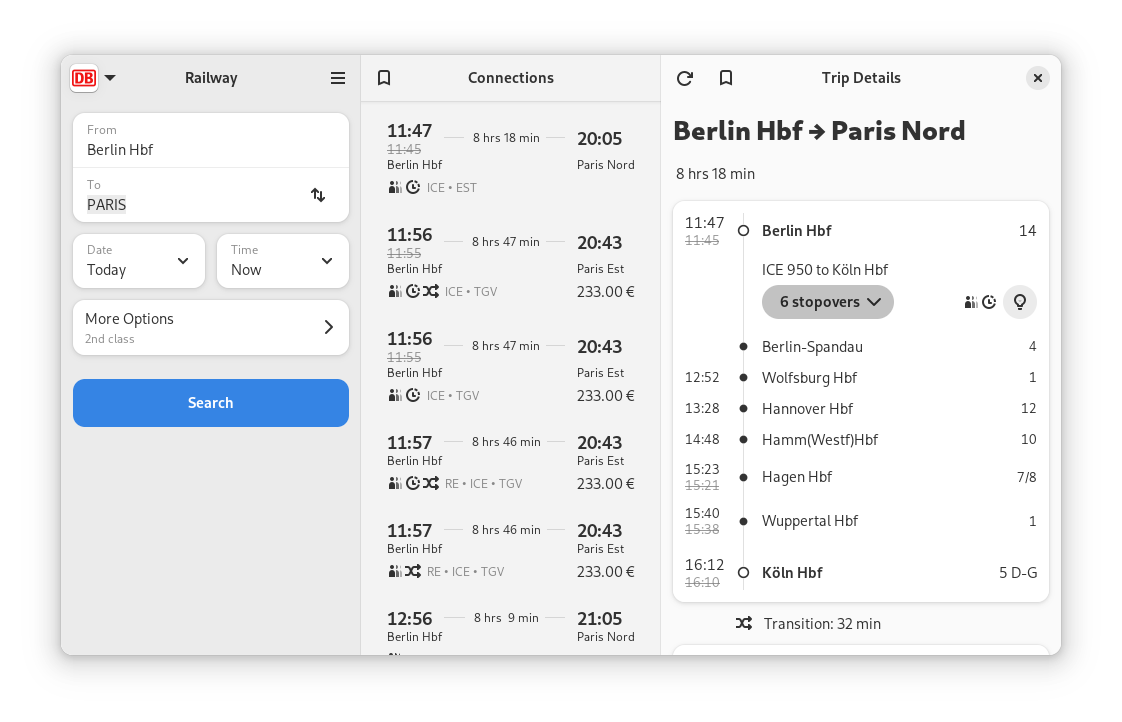 DB
Railway
From
Berlin Hbf
To
PARIS
Date
Today
Time
Now
More Options
2nd class
Search
Connections
11:47
8 hrs 18 min
20:05
11:45
Berlin Hbf
Paris Nord
ICE • EST
11:56
8 hrs 47 min
20:43
11:55
Berlin Hbf
Paris Est
ICE • TGV
233.00 €
11:56
8 hrs 47 min
20:43
11:55
Berlin Hbf
Paris Est
ICE • TGV
233.00 €
11:57
8 hrs 46 min
20:43
Berlin Hbf
Paris Est
RE • ICE • TGV
233.00 €
11:57
8 hrs 46 min
20:43
Berlin Hbf
Paris Est
RE • ICE • TGV
233.00 €
12:56
8 hrs 9 min
21:05
Berlin Hbf
Paris Nord
Trip Details
Berlin Hbf → Paris Nord
8 hrs 18 min
11:47
11:45
Berlin Hbf
14
ICE 950 to Köln Hbf
6 stopovers
Berlin-Spandau
4
12:52
Wolfsburg Hbf
1
13:28
Hannover Hbf
12
14:48
Hamm(Westf)Hbf
10
15:23
15:21
Hagen Hbf
7/8
15:40
15:38
Wuppertal Hbf
1
16:12
16:10
Köln Hbf
5 D-G
Transition: 32 min